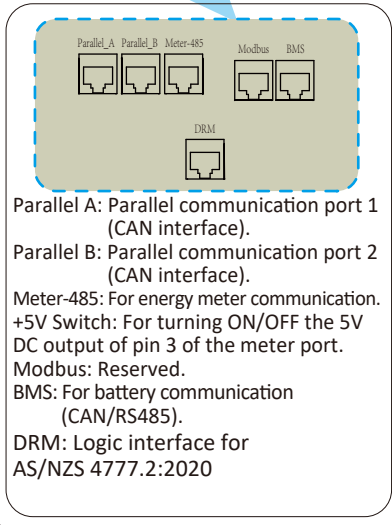 Parallel_A Parallel_B Meter-485 Modbus BMS
DRM
Parallel A: Parallel communication port 1
(CAN interface).
Parallel B: Parallel communication port 2
(CAN interface).
Meter-485: For energy meter communication.
+5V Switch: For turning ON/OFF the 5V
DC output of pin 3 of the meter port.
Modbus: Reserved.
BMS: For battery communication
(CAN/RS485).
DRM: Logic interface for
AS/NZS 4777.2:2020